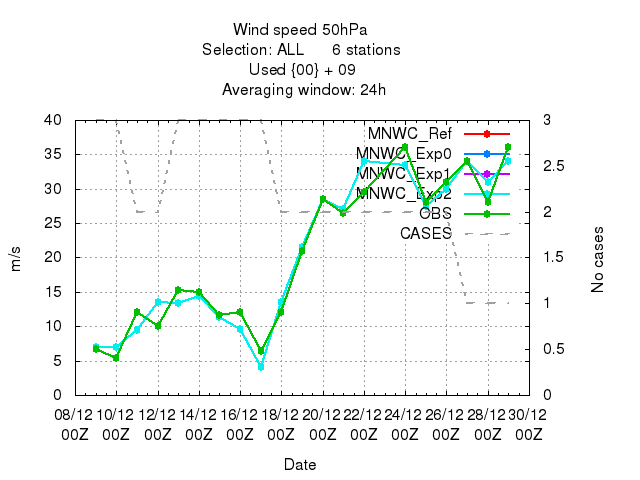 Wind speed 50hPa
Selection: ALL 6 stations
Used {00} + 09
Averaging window: 24h
40
35
30
25
20
15
10
5
0
m/s
3
2.5
2
1.5
1
0.5
0
No cases
MNWC_Ref
MNWC_Exp0
MNWC_Exp1
MNWC_Exp2
OBS
CASES
08/12 10/12 12/12 14/12 16/12 18/12 20/12 22/12 24/12 26/12 28/12 30/12
00Z 00Z 00Z 00Z 00Z 00Z 00Z 00Z 00Z 00Z 00Z 00Z
Date